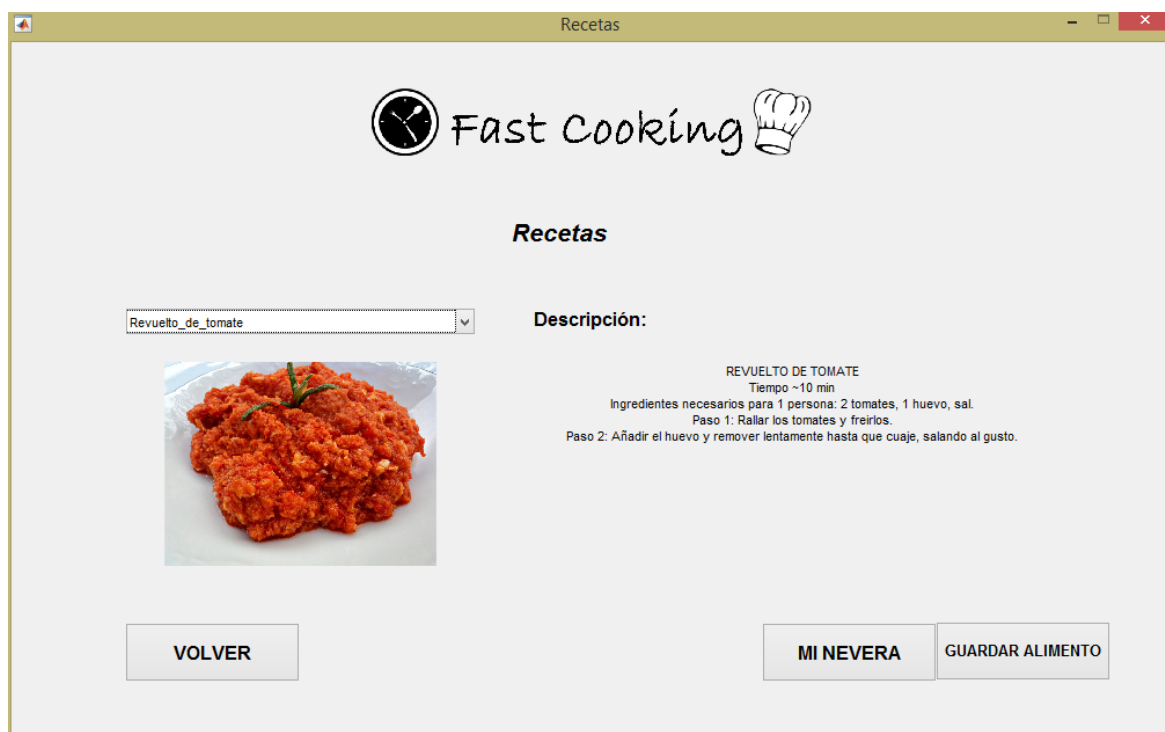 Recetas
Fast Cooking
Recetas
Revuelto_de_tomate
Descripción:
REVUELTO DE TOMATE
Tiempo ~10 min
Ingredientes necesarios para 1 persona: 2 tomates, 1 huevo, sal.
Paso 1: Rallar los tomates y freirlos.
Paso 2: Añadir el huevo y remover lentamente hasta que cuaje, salando al gusto.
VOLVER
MI NEVERA
GUARDAR ALIMENTO